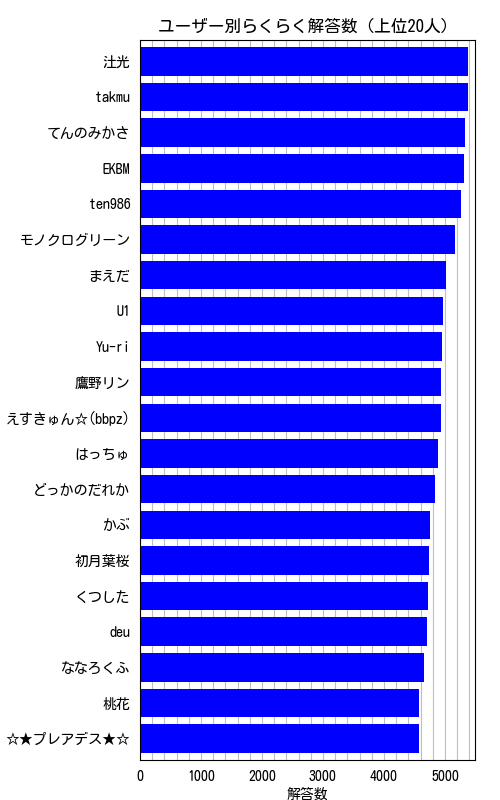 ユーザー別らくらく解答数（上位20人）
辻光
takmu
てんのみかさ
EKBM
ten986
モノクログリーン
まえだ
U1
Yu-ri
鷹野リン
えすきゅん☆(bbpz)
はっちゅ
どっかのだれか
かぶ
初月葉桜
くつした
deu
ななろくふ
桃花
☆★プレアデス★☆
0 1000 2000 3000 4000 5000
解答数